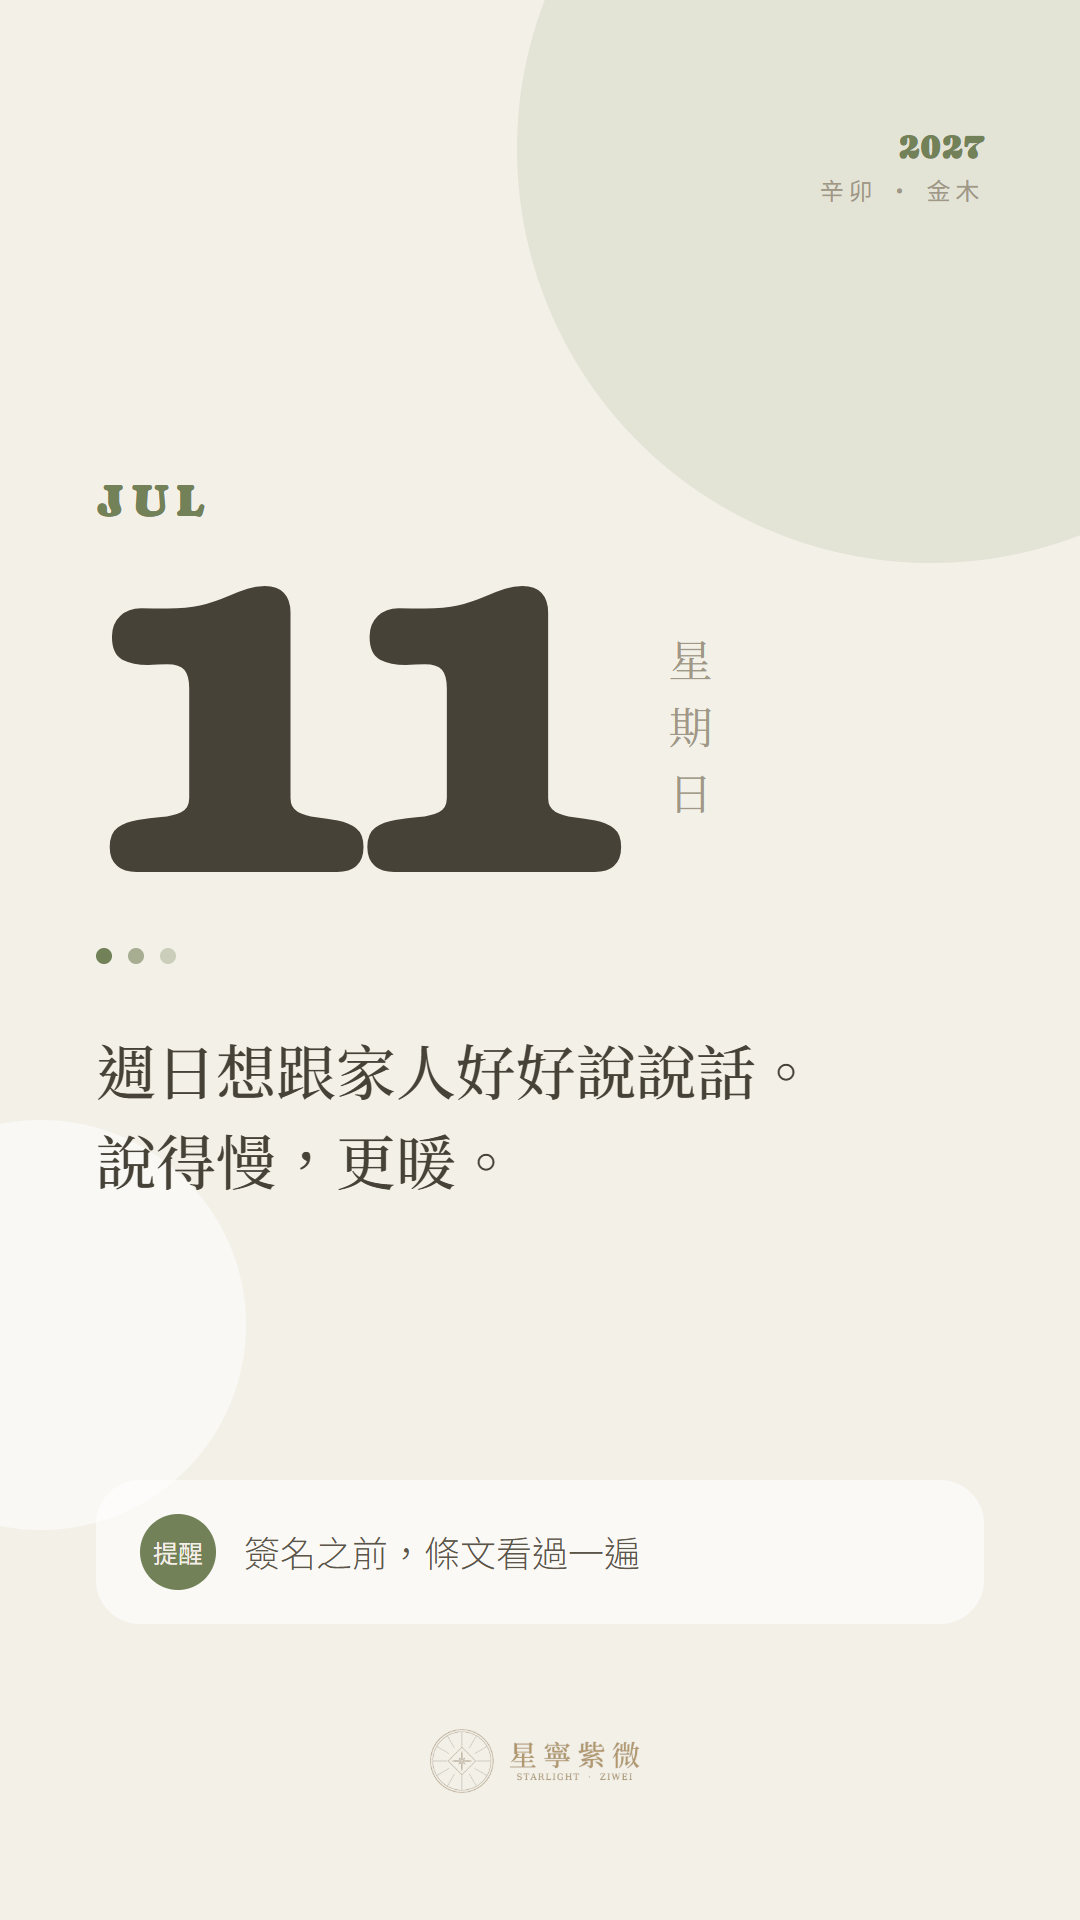 2027
辛卯 · 金木
JUL
11
星期日
週日想跟家人好好說說話。
說得慢，更暖。
提醒 簽名之前，條文看過一遍
星寧紫微
STARLIGHT · ZIWEI